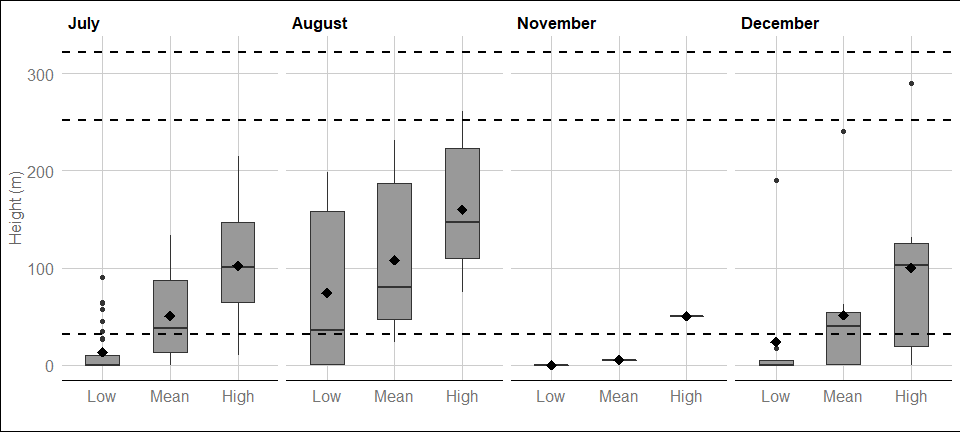 July August November December
300
200
100
0
Height (m)
Low Mean High Low Mean High Low Mean High Low Mean High